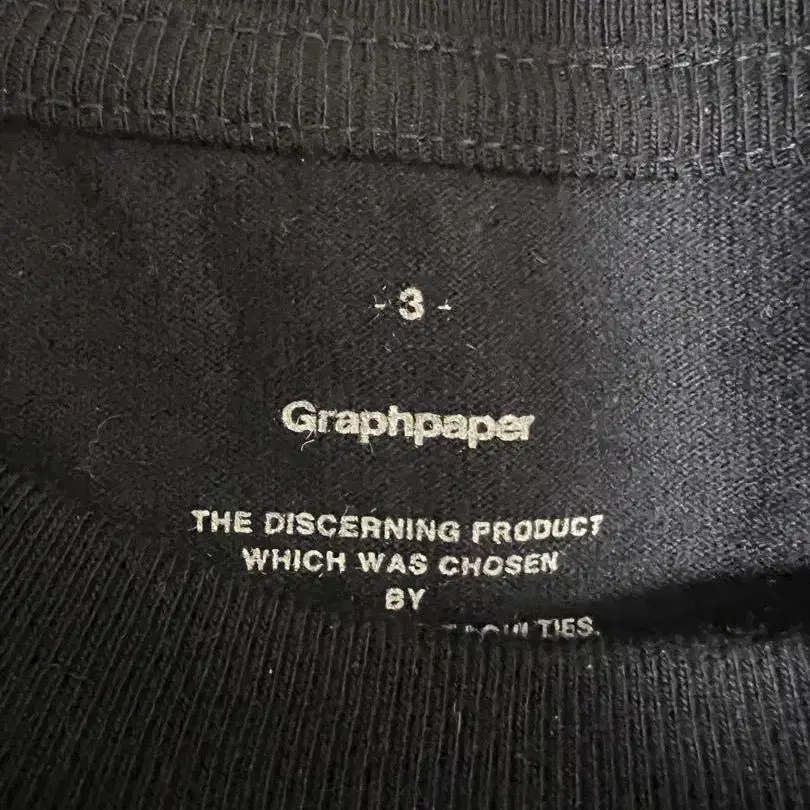 - 3 -
Graphpaper
THE DISCERNING PRODUCT
WHICH WAS CHOSEN
BY